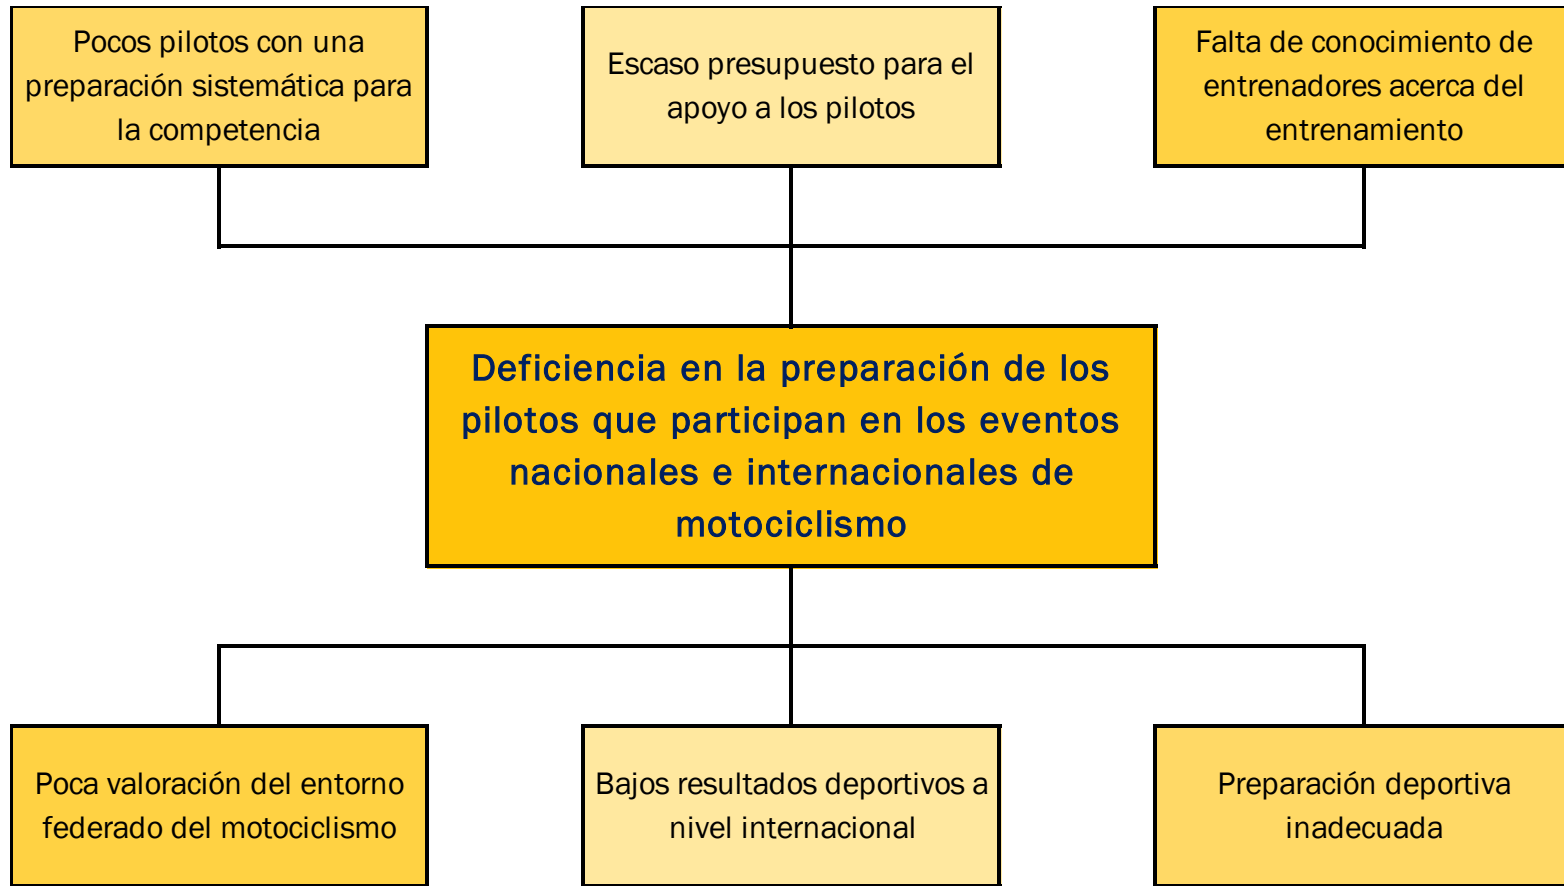 Pocos pilotos con una
preparación sistemática para
la competencia
Escaso presupuesto para el
apoyo a los pilotos
Falta de conocimiento de
entrenadores acerca del
entrenamiento
Deficiencia en la preparación de los
pilotos que participan en los eventos
nacionales e internacionales de
motociclismo
Poca valoración del entorno
federado del motociclismo
Bajos resultados deportivos a
nivel internacional
Preparación deportiva
inadecuada